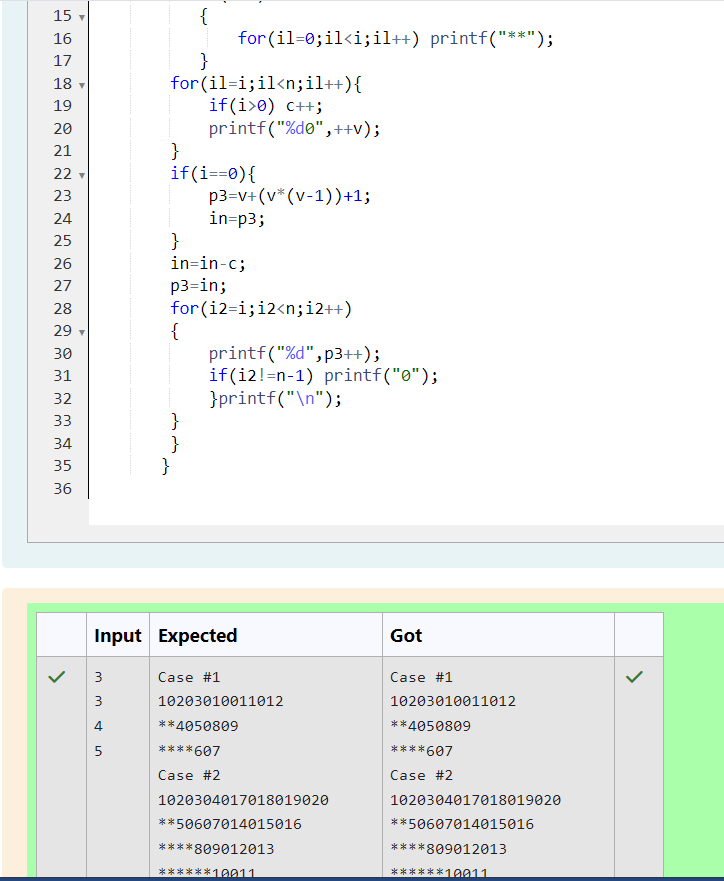 15 {
16 for(il=0;il<i;il++) printf("**");
17 }
18 for(il=i;il<n;il++){
19 if(i>0) c++;
20 printf("%d0",++v);
21 }
22 if(i==0){
23 p3=v+(v*(v-1))+1;
24 in=p3;
25 }
26 in=in-c;
27 p3=in;
28 for(i2=i;i2<n;i2++)
29 {
30 printf("%d",p3++);
31 if(i2!=n-1) printf("0");
32 }printf("\n");
33 }
34 }
35 }
36
Input Expected Got
3 Case #1 Case #1
3 10203010011012 10203010011012
4 **4050809 **4050809
5 ****607 ****607
Case #2 Case #2
1020304017018019020 1020304017018019020
**50607014015016 **50607014015016
****809012013 ****809012013
******10011 ******10011